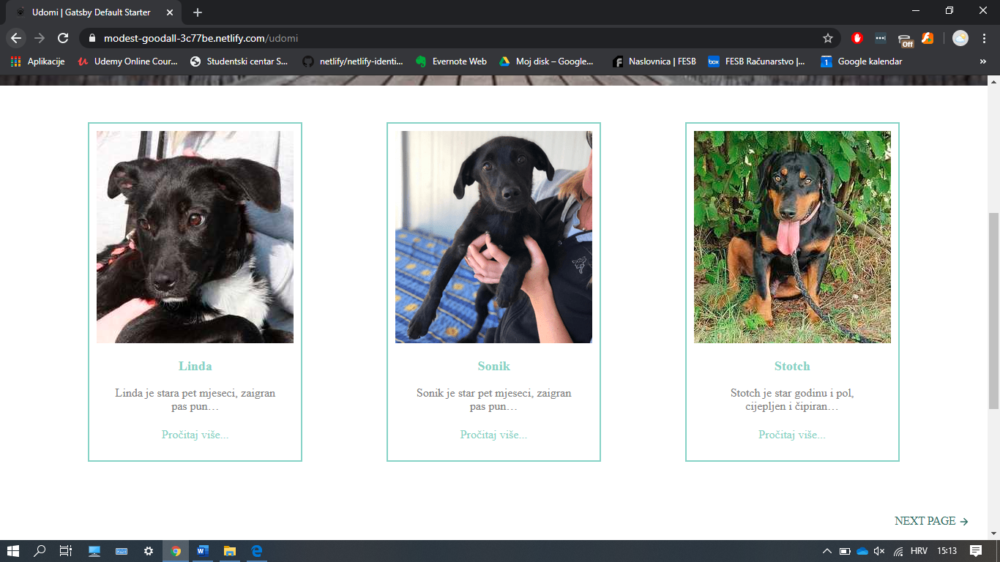 Udomi | Gatsby Default Starter
modest-goodall-3c77be.netlify.com/udomi
Off
Aplikacije
Udemy Online Cour...
Studentski centar S...
netlify/netlify-identi...
Evernote Web
Moj disk – Google...
Naslovnica | FESB
box
FESB Računarstvo |...
1
Google kalendar
»
Linda
Linda je stara pet mjeseci, zaigran
pas pun…
Pročitaj više...
Sonik
Sonik je star pet mjeseci, zaigran
pas pun…
Pročitaj više...
Stotch
Stotch je star godinu i pol,
cijepljen i čipiran…
Pročitaj više...
NEXT PAGE →
HRV
15:13